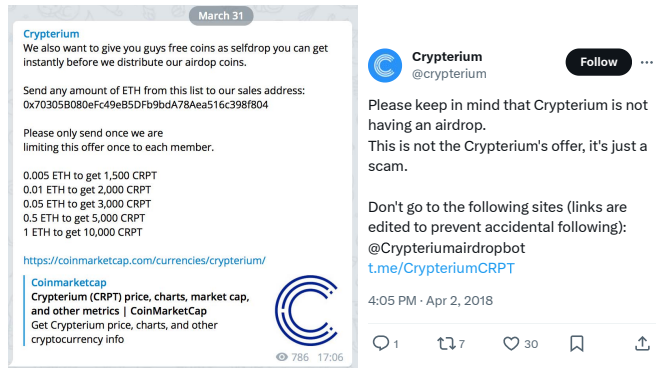 March 31
Crypterium
We also want to give you guys free coins as selfdrop you can get
instantly before we distribute our airdop coins.
Send any amount of ETH from this list to our sales address:
0x70305B080eFc49eB5DFb9bdA78Aea516c398f804
Please only send once we are
limiting this offer once to each member.
0.005 ETH to get 1,500 CRPT
0.01 ETH to get 2,000 CRPT
0.05 ETH to get 3,000 CRPT
0.5 ETH to get 5,000 CRPT
1 ETH to get 10,000 CRPT
https://coinmarketcap.com/currencies/crypterium/
Coinmarketcap
Crypterium (CRPT) price, charts, market cap,
and other metrics | CoinMarketCap
Get Crypterium price, charts, and other
cryptocurrency info
786 17:06
Crypterium
@crypterium
Follow
Please keep in mind that Crypterium is not
having an airdrop.
This is not the Crypterium's offer, it's just a
scam.
Don't go to the following sites (links are
edited to prevent accidental following):
@Crypteriumairdropbot
t.me/CrypteriumCRPT
4:05 PM · Apr 2, 2018
1 7 30